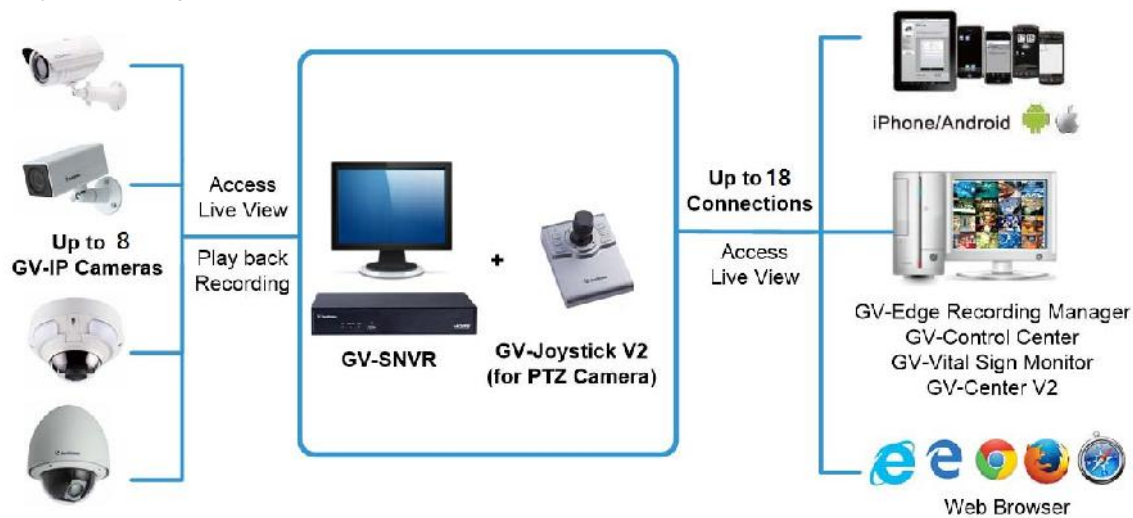 Up to 8
GV-IP Cameras
Access
Live View
Play back
Recording
GV-SNVR
+
GV-Joystick V2
(for PTZ Camera)
Up to 18
Connections
Access
Live View
iPhone/Android
GV-Edge Recording Manager
GV-Control Center
GV-Vital Sign Monitor
GV-Center V2
Web Browser